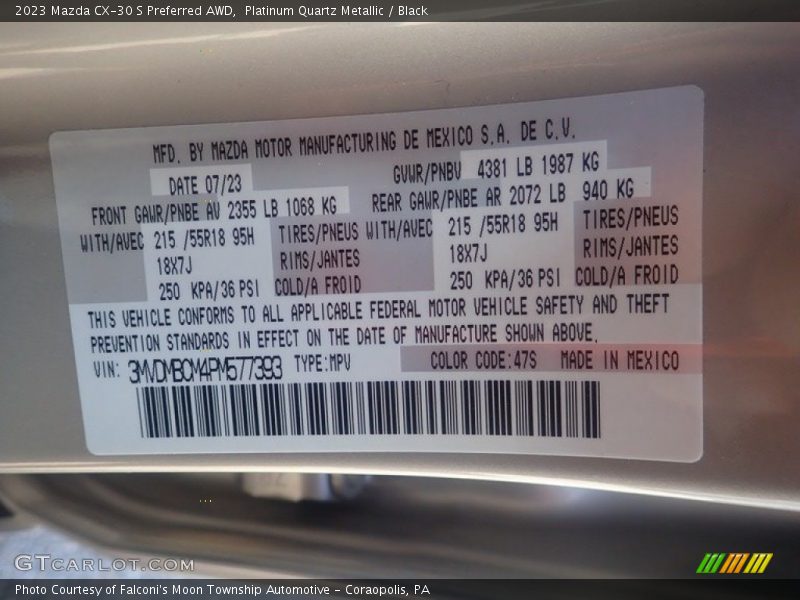 2023 Mazda CX-30 S Preferred AWD,  Platinum Quartz Metallic / Black
MFD. BY MAZDA MOTOR MANUFACTURING DE MEXICO S.A. DE C.V.
DATE 07/23 GVWR/PNBV 4381 LB 1987 KG
FRONT GAWR/PNBE AV 2355 LB 1068 KG REAR GAWR/PNBE AR 2072 LB 940 KG
WITH/AVEC 215 /55R18 95H TIRES/PNEUS WITH/AVEC 215 /55R18 95H TIRES/PNEUS
18X7J RIMS/JANTES 18X7J RIMS/JANTES
250 KPA/36 PSI COLD/A FROID 250 KPA/36 PSI COLD/A FROID
THIS VEHICLE CONFORMS TO ALL APPLICABLE FEDERAL MOTOR VEHICLE SAFETY AND THEFT
PREVENTION STANDARDS IN EFFECT ON THE DATE OF MANUFACTURE SHOWN ABOVE.
VIN: 3MVDMBCM4PM577393 TYPE:MPV COLOR CODE:47S MADE IN MEXICO
GTCARLOT.COM
Photo Courtesy of Falconi's Moon Township Automotive - Coraopolis, PA